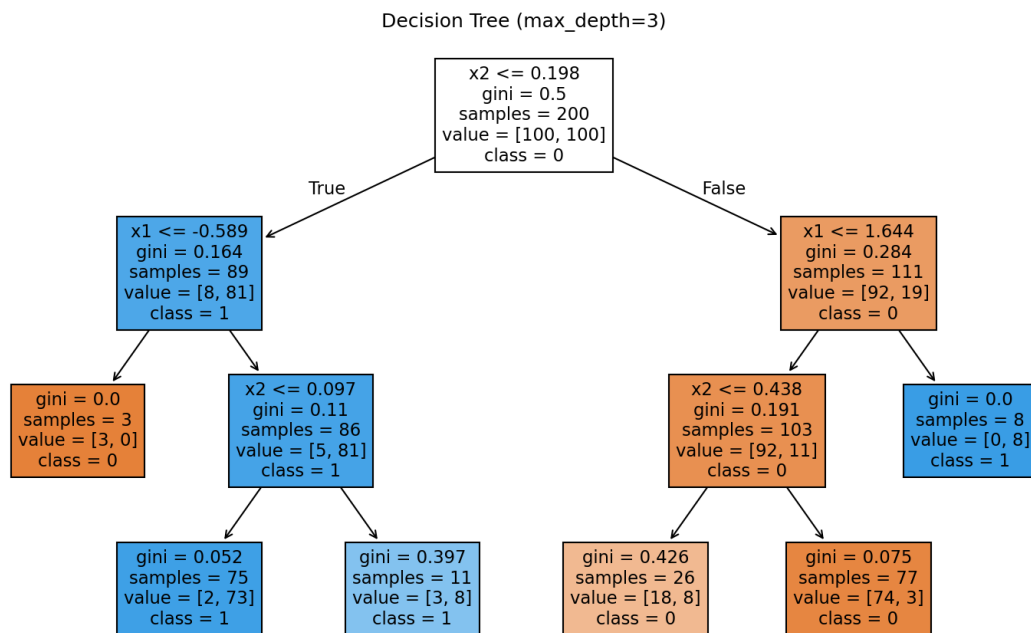 Decision Tree (max_depth=3)
x2 <= 0.198
gini = 0.5
samples = 200
value = [100, 100]
class = 0
True
False
x1 <= -0.589
gini = 0.164
samples = 89
value = [8, 81]
class = 1
x1 <= 1.644
gini = 0.284
samples = 111
value = [92, 19]
class = 0
gini = 0.0
samples = 3
value = [3, 0]
class = 0
x2 <= 0.097
gini = 0.11
samples = 86
value = [5, 81]
class = 1
x2 <= 0.438
gini = 0.191
samples = 103
value = [92, 11]
class = 0
gini = 0.0
samples = 8
value = [0, 8]
class = 1
gini = 0.052
samples = 75
value = [2, 73]
class = 1
gini = 0.397
samples = 11
value = [3, 8]
class = 1
gini = 0.426
samples = 26
value = [18, 8]
class = 0
gini = 0.075
samples = 77
value = [74, 3]
class = 0